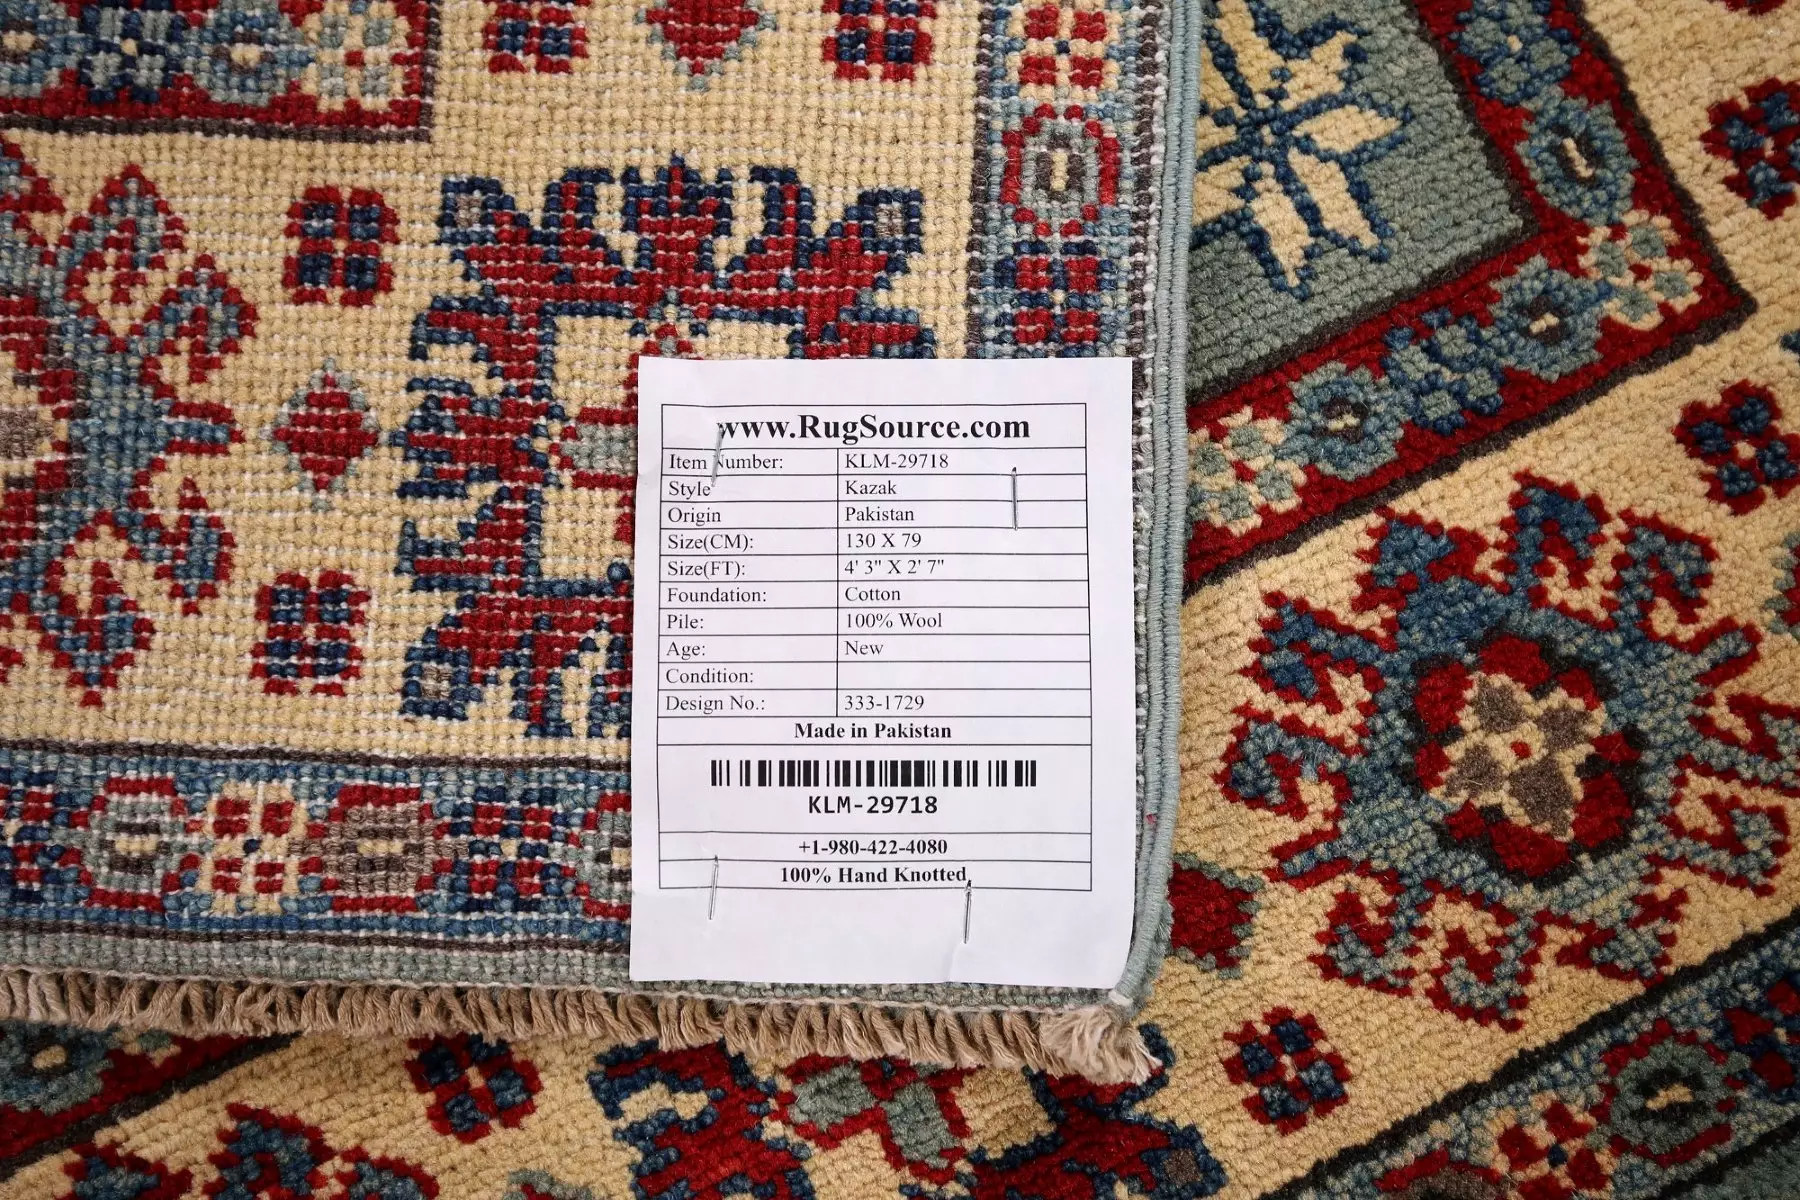 www.RugSource.com
Item Number: KLM-29718
Style Kazak
Origin Pakistan
Size(CM): 130 X 79
Size(FT): 4' 3" X 2' 7"
Foundation: Cotton
Pile: 100% Wool
Age: New
Condition:
Design No.: 333-1729
Made in Pakistan
KLM-29718
+1-980-422-4080
100% Hand Knotted